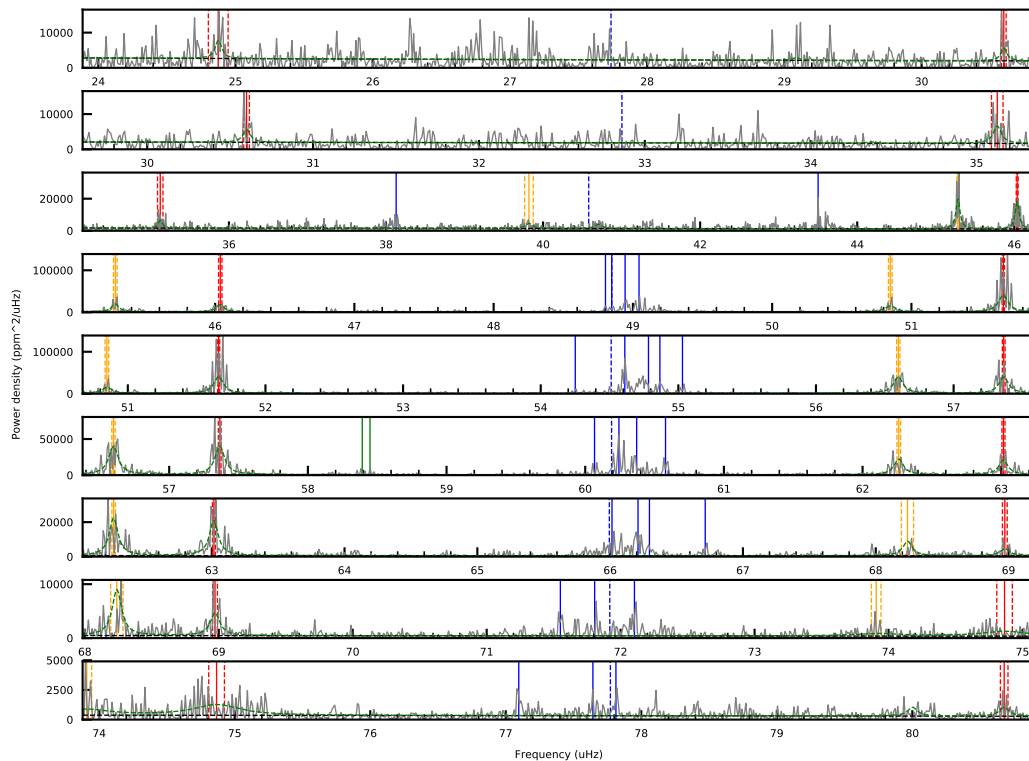 10000
0
24 25 26 27 28 29 30
10000
0
30 31 32 33 34 35
20000
0
36 38 40 42 44 46
100000
0
46 47 48 49 50 51
100000
0
51 52 53 54 55 56 57
50000
0
57 58 59 60 61 62 63
20000
0
63 64 65 66 67 68 69
10000
0
68 69 70 71 72 73 74 75
5000
2500
0
74 75 76 77 78 79 80
Power density (ppm^2/uHz)
Frequency (uHz)